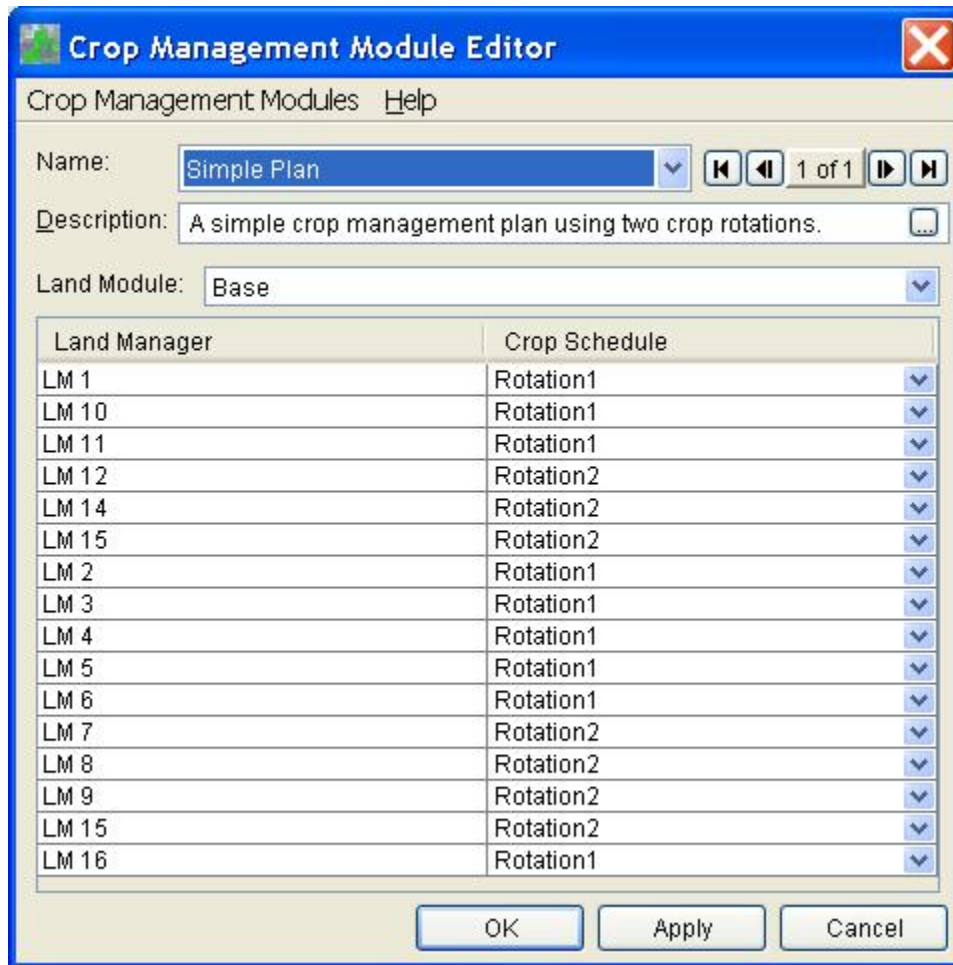 Crop Management Module Editor
Crop Management Modules Help
Name: Simple Plan 1 of 1
Description: A simple crop management plan using two crop rotations. ...
Land Module: Base
Land Manager Crop Schedule
LM 1 Rotation1
LM 10 Rotation1
LM 11 Rotation1
LM 12 Rotation2
LM 14 Rotation2
LM 15 Rotation2
LM 2 Rotation1
LM 3 Rotation1
LM 4 Rotation1
LM 5 Rotation1
LM 6 Rotation1
LM 7 Rotation2
LM 8 Rotation2
LM 9 Rotation2
LM 15 Rotation2
LM 16 Rotation1
OK Apply Cancel